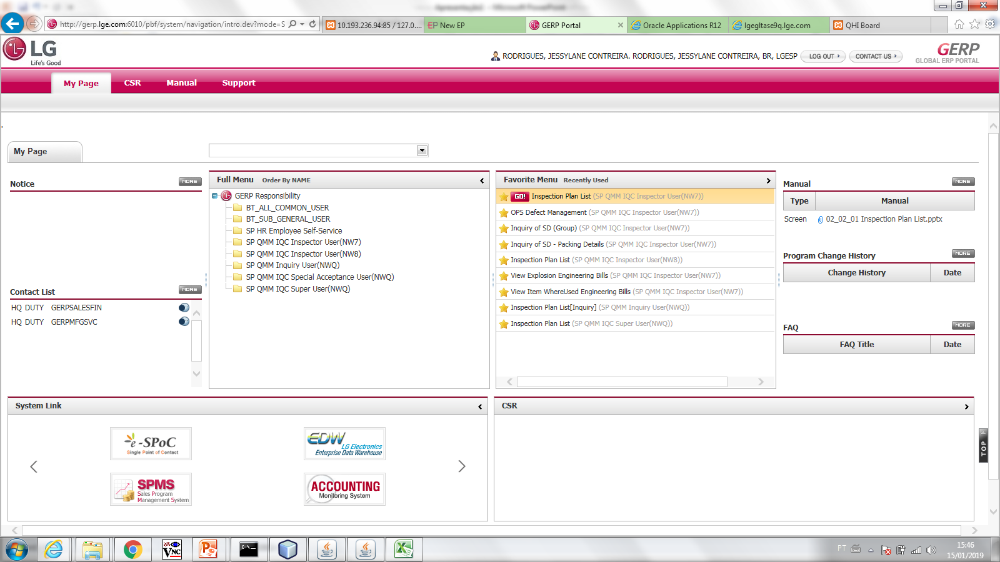 Apresentação1 - Microsoft PowerPoint
http://gerp.lge.com:6010/pbf/system/navigation/intro.dev?mode=S
10.193.236.94:85 / 127.0....
EP New EP
GERP Portal
Oracle Applications R12
lgegltase9q.lge.com
QHI Board
LG
Life's Good
RODRIGUES, JESSYLANE CONTREIRA. RODRIGUES, JESSYLANE CONTREIRA, BR, LGESP
LOG OUT
CONTACT US
GERP
GLOBAL ERP PORTAL
My Page
CSR
Manual
Support
My Page
Notice
MORE
Contact List
MORE
HQ DUTY GERPSALESFIN
HQ DUTY GERPMFGSVC
Full Menu Order By NAME
GERP Responsibility
BT_ALL_COMMON_USER
BT_SUB_GENERAL_USER
SP HR Employee Self-Service
SP QMM IQC Inspector User(NW7)
SP QMM IQC Inspector User(NW8)
SP QMM Inquiry User(NWQ)
SP QMM IQC Special Acceptance User(NWQ)
SP QMM IQC Super User(NWQ)
Favorite Menu Recently Used
GO! Inspection Plan List (SP QMM IQC Inspector User(NW7))
OPS Defect Management (SP QMM IQC Inspector User(NW7))
Inquiry of SD (Group) (SP QMM IQC Inspector User(NW7))
Inquiry of SD - Packing Details (SP QMM IQC Inspector User(NW7))
Inspection Plan List (SP QMM IQC Inspector User(NW8))
View Explosion Engineering Bills (SP QMM IQC Inspector User(NW7))
View Item WhereUsed Engineering Bills (SP QMM IQC Inspector User(NW7))
Inspection Plan List[Inquiry] (SP QMM Inquiry User(NWQ))
Inspection Plan List (SP QMM IQC Super User(NWQ))
Manual
MORE
Type Manual
Screen 02_02_01 Inspection Plan List.pptx
Program Change History
MORE
Change History Date
FAQ
MORE
FAQ Title Date
System Link
e-SPoC
Single Point of Contact
EDW
LG Electronics
Enterprise Data Warehouse
SPMS
Sales Program
Management System
ACCOUNTING
Monitoring System
CSR
TOP
VNC
C:\
PT
15:46
15/01/2019